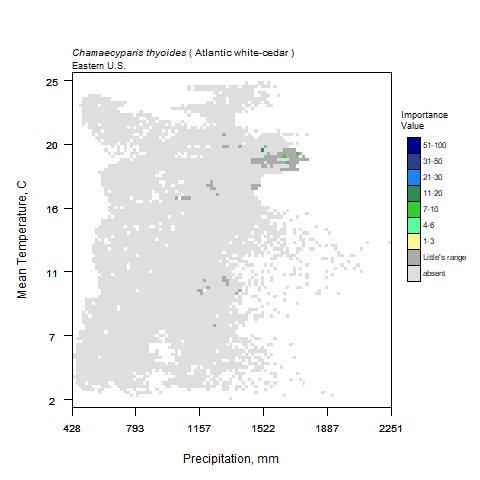 Chamaecyparis thyoides ( Atlantic white-cedar )
Eastern U.S.
25
20
16
11
7
2
Mean Temperature, C
428 793 1157 1522 1887 2251
Precipitation, mm
Importance
Value
51-100
31-50
21-30
11-20
7-10
4-6
1-3
Little's range
absent